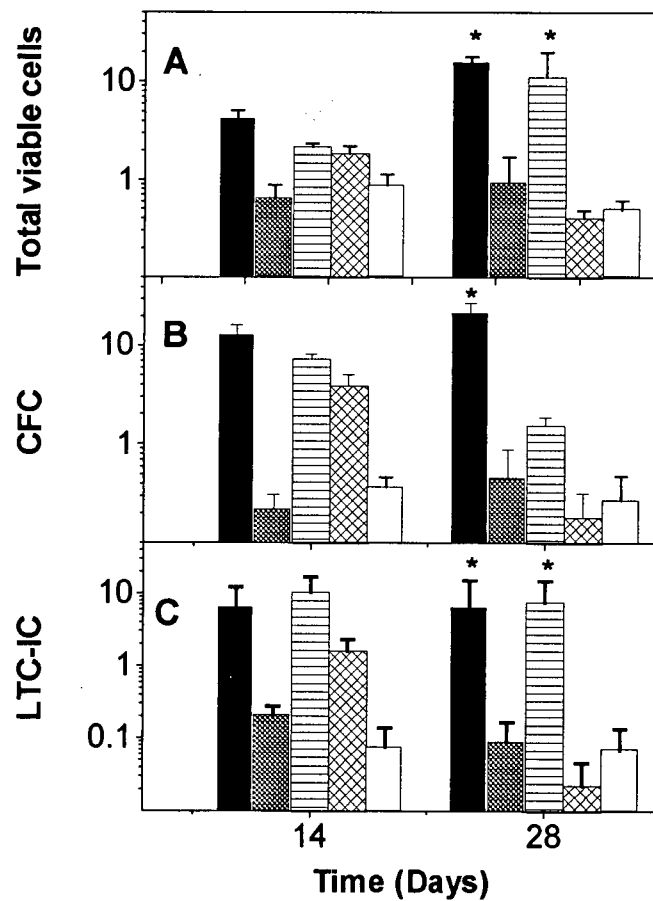 A
* *
Total viable cells
10
1
B
*
CFC
10
1
C
* *
LTC-IC
10
1
0.1
14 28
Time (Days)